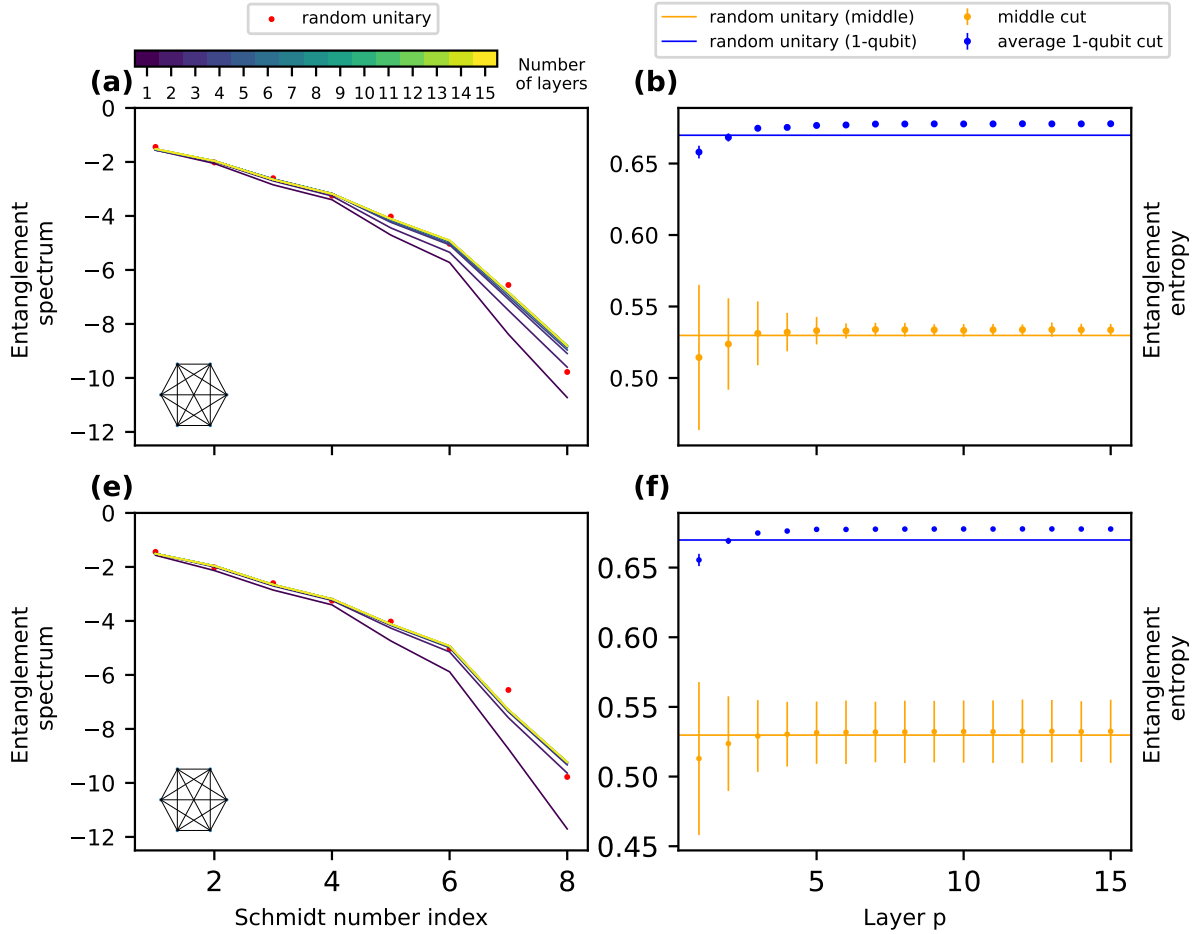 random unitary
random unitary (middle)
random unitary (1-qubit)
middle cut
average 1-qubit cut
Number
of layers
1 2 3 4 5 6 7 8 9 10 11 12 13 14 15
(a)
0
−2
−4
−6
−8
−10
−12
Entanglement
spectrum
(b)
0.65
0.60
0.55
0.50
Entanglement
entropy
(e)
0
−2
−4
−6
−8
−10
−12
Entanglement
spectrum
2 4 6 8
Schmidt number index
(f)
0.65
0.60
0.55
0.50
0.45
Entanglement
entropy
5 10 15
Layer p